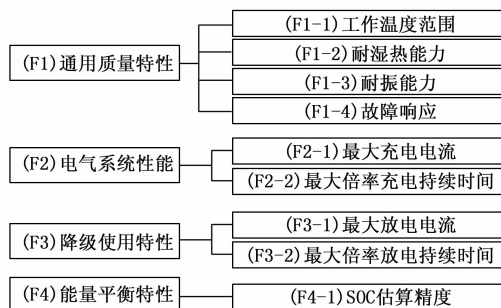 (F1)通用质量特性
(F1-1)工作温度范围
(F1-2)耐湿热能力
(F1-3)耐振能力
(F1-4)故障响应
(F2)电气系统性能
(F2-1)最大充电电流
(F2-2)最大倍率充电持续时间
(F3)降级使用特性
(F3-1)最大放电电流
(F3-2)最大倍率放电持续时间
(F4)能量平衡特性
(F4-1)SOC估算精度